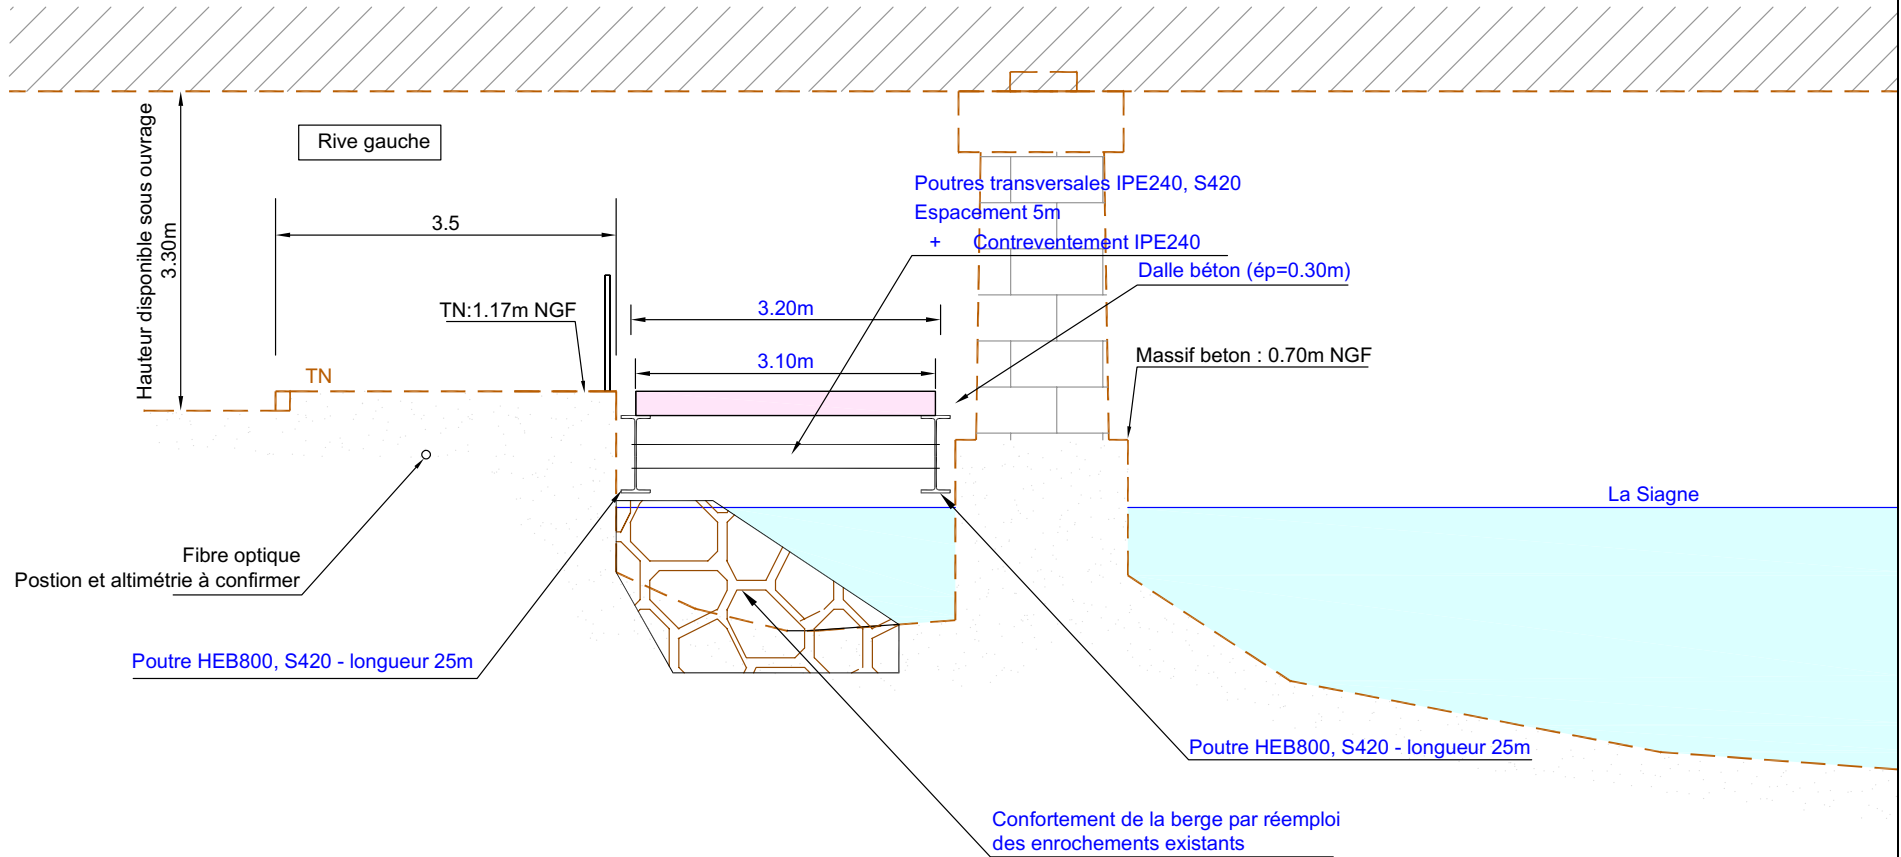 Hauteur disponible sous ouvrage
3.30m
Rive gauche
3.5
Poutres transversales IPE240, S420
Espacement 5m
+ Contreventement IPE240
Dalle béton (ép=0.30m)
TN:1.17m NGF
3.20m
3.10m
Massif beton : 0.70m NGF
TN
La Siagne
Fibre optique
Postion et altimétrie à confirmer
Poutre HEB800, S420 - longueur 25m
Poutre HEB800, S420 - longueur 25m
Confortement de la berge par réemploi
des enrochements existants